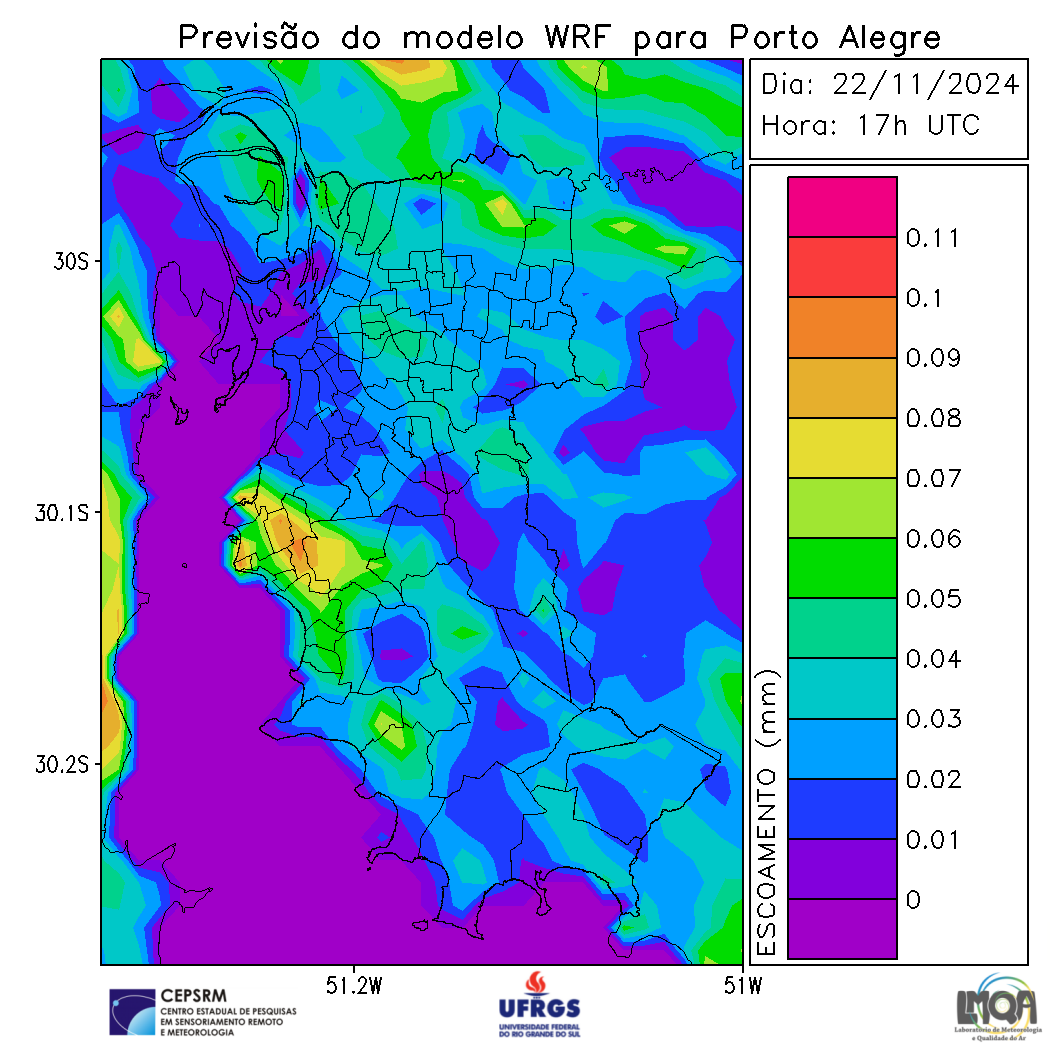 Previsão do modelo WRF para Porto Alegre
Dia: 22/11/2024
Hora: 17h UTC
30S
30.1S
30.2S
51.2W
51W
0.11
0.1
0.09
0.08
0.07
0.06
0.05
0.04
0.03
0.02
0.01
0
ESCOAMENTO (mm)
CEPSRM
CENTRO ESTADUAL DE PESQUISAS
EM SENSORIAMENTO REMOTO
E METEOROLOGIA
UFRGS
UNIVERSIDADE FEDERAL
DO RIO GRANDE DO SUL
LMQA
Laboratório de Meteorologia
e Qualidade do Ar